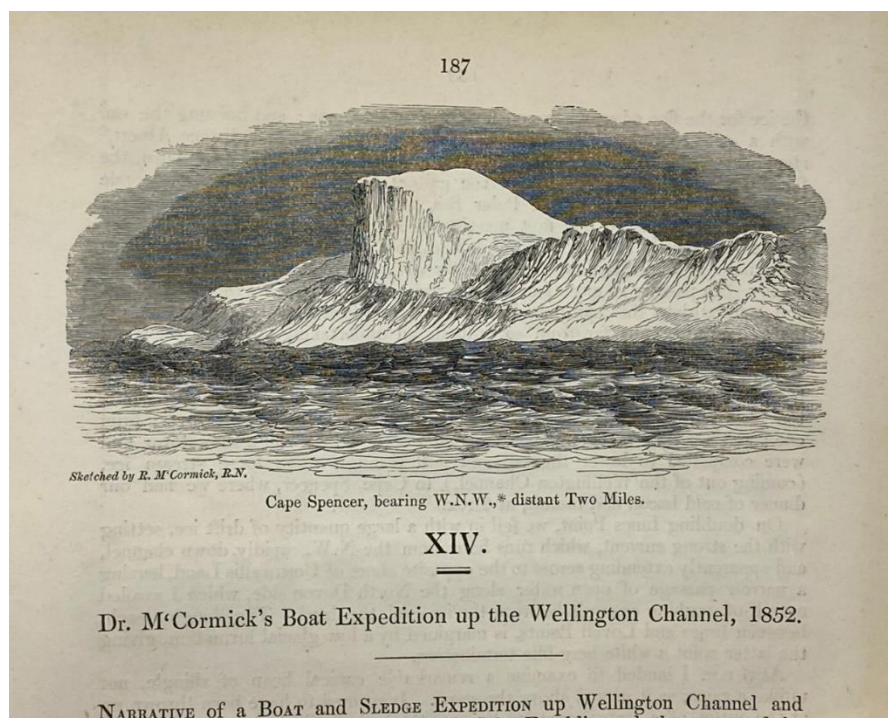 187
Sketched by R. M‘Cormick, R.N.
Cape Spencer, bearing W.N.W.,* distant Two Miles.
XIV.
Dr. M‘Cormick's Boat Expedition up the Wellington Channel, 1852.
NARRATIVE of a BOAT and SLEDGE EXPEDITION up Wellington Channel and